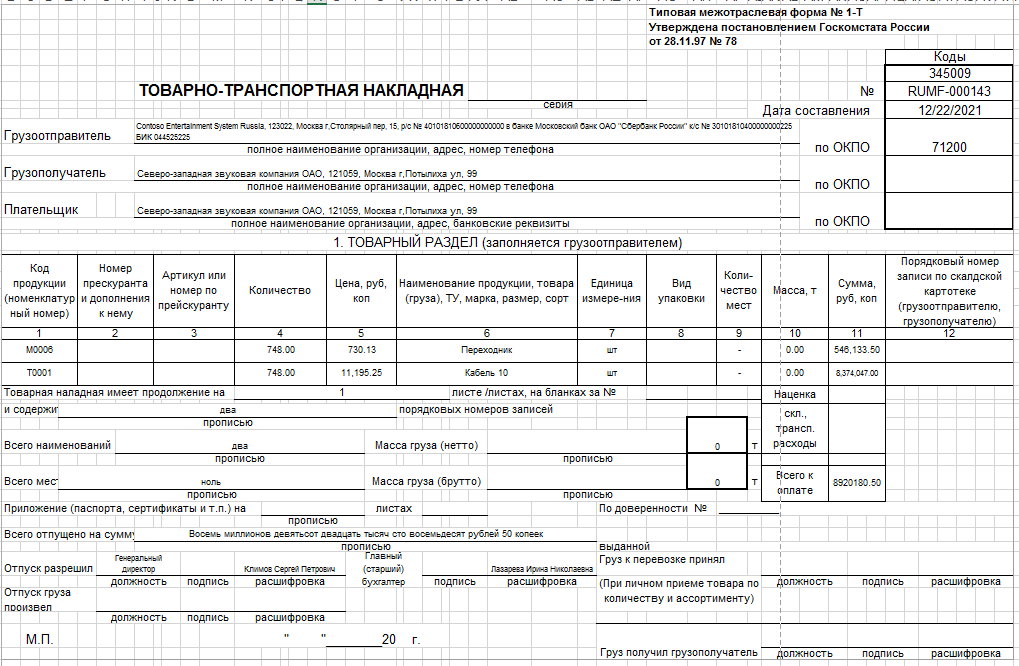 Типовая межотраслевая форма № 1-Т
Утверждена постановлением Госкомстата России
от 28.11.97 № 78
Коды
345009
ТОВАРНО-ТРАНСПОРТНАЯ НАКЛАДНАЯ № RUMF-000143
серия
Дата составления 12/22/2021
Грузоотправитель Contoso Entertainment System Russia, 123022, Москва г,Столярный пер, 15, р/с № 40101810600000000000 в банке Московский банк ОАО "Сбербанк России" к/с № 30101810400000000225
БИК 044525225
по ОКПО 71200
полное наименование организации, адрес, номер телефона
Грузополучатель Северо-западная звуковая компания ОАО, 121059, Москва г,Потылиха ул, 99
по ОКПО
полное наименование организации, адрес, номер телефона
Плательщик Северо-западная звуковая компания ОАО, 121059, Москва г,Потылиха ул, 99
по ОКПО
полное наименование организации, адрес, банковские реквизиты
1. ТОВАРНЫЙ РАЗДЕЛ (заполняется грузоотправителем)
Код
продукции
(номенклатур
ный номер)
Номер
прескуранта
и дополнения
к нему
Артикул или
номер по
прейскуранту
Количество
Цена, руб,
коп
Наименование продукции, товара
(груза), ТУ, марка, размер, сорт
Единица
измере-ния
Вид
упаковки
Коли-
чество
мест
Масса, т
Сумма,
руб, коп
Порядковый номер
записи по скалдской
картотеке
(грузоотправителю,
грузополучателю)
1 2 3 4 5 6 7 8 9 10 11 12
M0006 748.00 730.13 Переходник шт - 0.00 546,133.50
T0001 748.00 11,195.25 Кабель 10 шт - 0.00 8,374,047.00
Товарная наладная имеет продолжение на 1 листе /листах, на бланках за №
Наценка
и содержит два порядковых номеров записей
прописью
скл.,
трансп.
расходы
Всего наименований два Масса груза (нетто) 0 т
прописью прописью
Всего мест ноль Масса груза (брутто) 0 т
прописью прописью
Всего к
оплате
8920180.50
Приложение (паспорта, сертификаты и т.п.) на листах По доверенности №
прописью
Всего отпущено на сумму Восемь миллионов девятьсот двадцать тысяч сто восемьдесят рублей 50 копеек
прописью
выданной
Отпуск разрешил Генеральный
директор
Климов Сергей Петрович
Главный
(старший)
бухгалтер
Лазарева Ирина Николаевна
Груз к перевозке принял
должность подпись расшифровка подпись расшифровка
(При личном приеме товара по
количеству и ассортименту)
должность подпись расшифровка
Отпуск груза
произвел
должность подпись расшифровка
М.П. " " 20 г.
Груз получил грузополучатель
должность подпись расшифровка